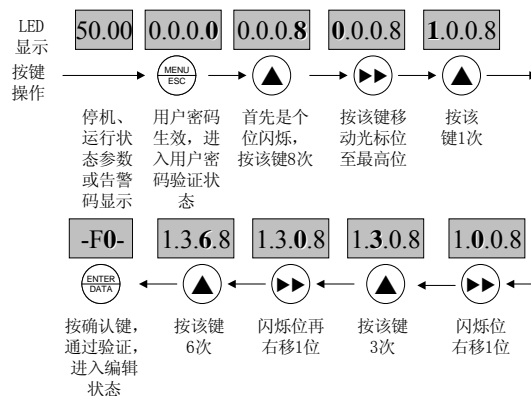 LED
显示
50.00
0.0.0.0
0.0.0.8
0.0.0.8
1.0.0.8
按键
操作
MENU
ESC
停机、
运行状
态参数
或告警
码显示
用户密码
生效，进
入用户密
码验证状
态
首先是个
位闪烁，
按该键8次
按该键移
动光标位
至最高位
按该
键1次
-F0-
1.3.6.8
1.3.0.8
1.3.0.8
1.0.0.8
ENTER
DATA
按确认键，
通过验证，
进入编辑
状态
按该键
6次
闪烁位再
右移1位
按该键
3次
闪烁位
右移1位